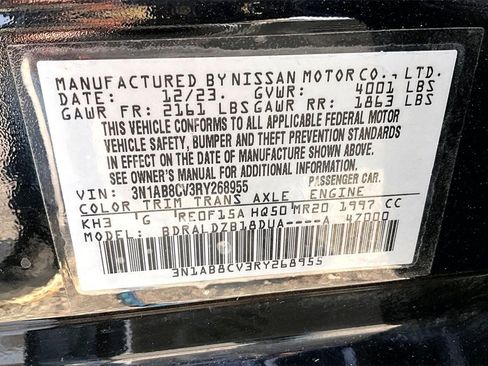 MANUFACTURED BY NISSAN MOTOR CO., LTD.
DATE: 12/23. GVWR: 4001 LBS
GAWR FR: 2161 LBS GAWR RR: 1863 LBS
THIS VEHICLE CONFORMS TO ALL APPLICABLE FEDERAL MOTOR
VEHICLE SAFETY, BUMPER, AND THEFT PREVENTION STANDARDS
IN EFFECT ON THE DATE OF MANUFACTURE SHOWN ABOVE.
See OWNER'S MANUAL FOR ADDITIONAL INFORMATION
VIN: 3N1AB8CV3RY268955 PASSENGER CAR.
COLOR TRIM TRANS AXLE ENGINE
KH3 G RE0F15A HQ50 MR20 1997 CC
MODEL: BDRALDZB18DUA----A 47000
3N1AB8CV3RY268955